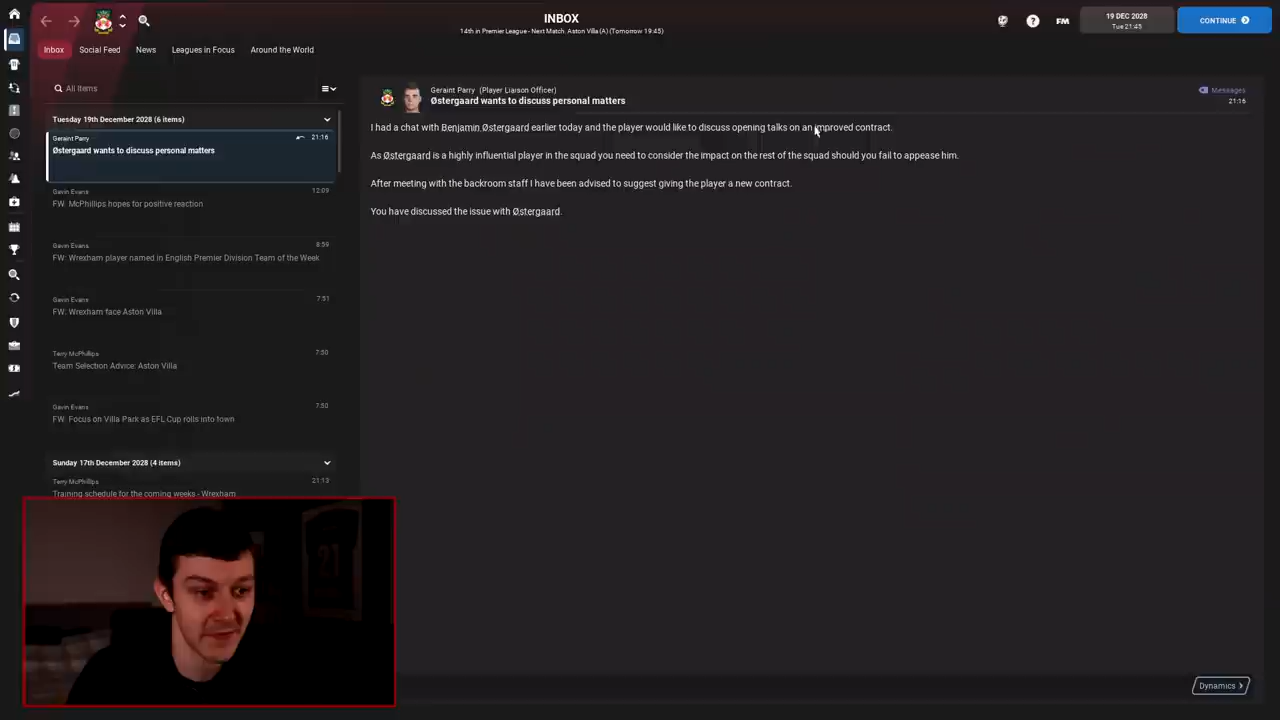 INBOX
14th in Premier League - Next Match: Aston Villa (A) (Tomorrow 19:45)
FM
19 DEC 2028
Tue 21:45
CONTINUE
Inbox
Social Feed
News
Leagues in Focus
Around the World
All Items
Tuesday 19th December 2028 (6 items)
Geraint Parry
21:16
Østergaard wants to discuss personal matters
Gavin Evans
12:09
FW: McPhillips hopes for positive reaction
Gavin Evans
8:59
FW: Wrexham player named in English Premier Division Team of the Week
Gavin Evans
7:51
FW: Wrexham face Aston Villa
Terry McPhillips
7:50
Team Selection Advice: Aston Villa
Gavin Evans
7:50
FW: Focus on Villa Park as EFL Cup rolls into town
Sunday 17th December 2028 (4 items)
Terry McPhillips
21:13
Training schedule for the coming weeks - Wrexham
Geraint Parry (Player Liaison Officer)
Østergaard wants to discuss personal matters
Messages
21:16
I had a chat with Benjamin Østergaard earlier today and the player would like to discuss opening talks on an improved contract.
As Østergaard is a highly influential player in the squad you need to consider the impact on the rest of the squad should you fail to appease him.
After meeting with the backroom staff I have been advised to suggest giving the player a new contract.
You have discussed the issue with Østergaard.
21
Dynamics